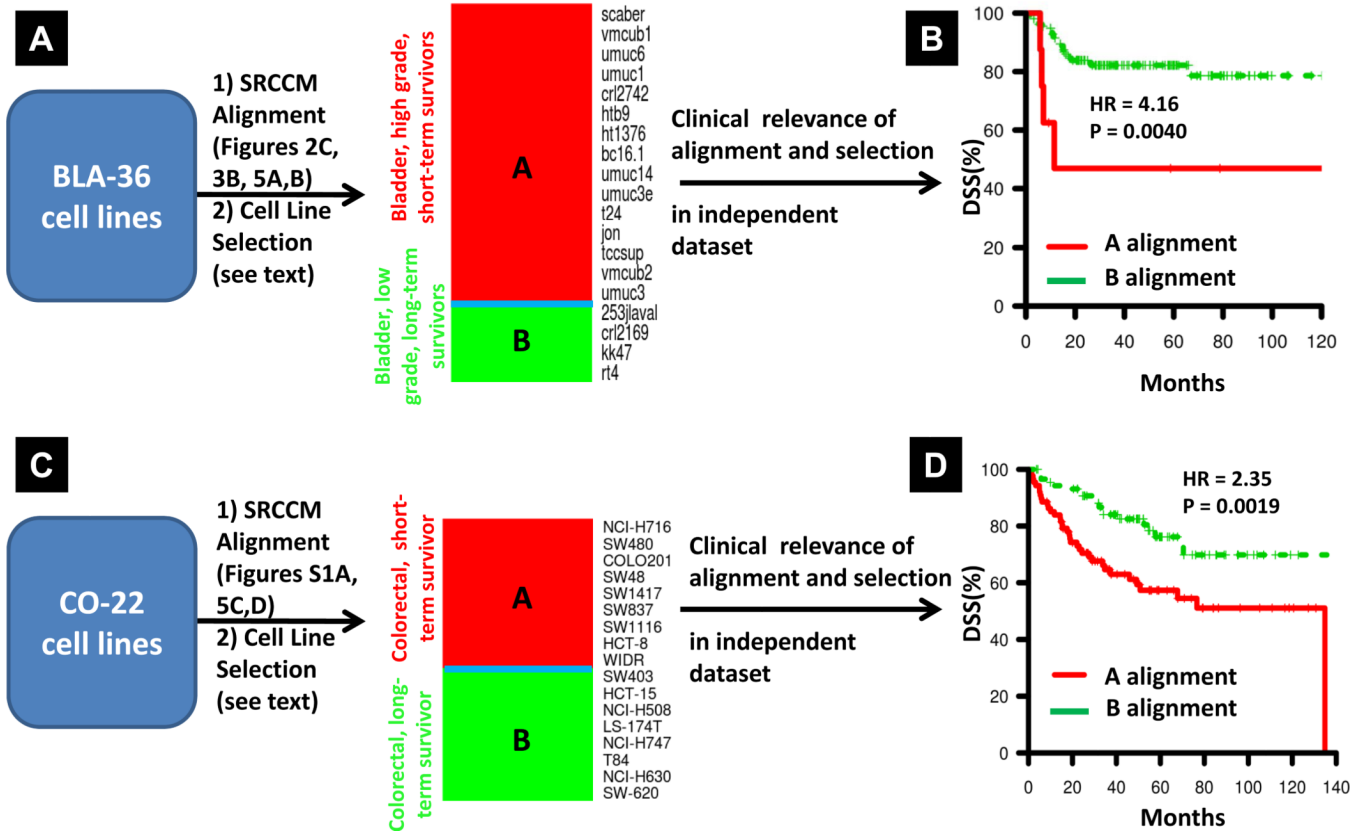 A
BLA-36
cell lines
1) SRCCM
Alignment
(Figures 2C,
3B, 5A,B)
2) Cell Line
Selection
(see text)
Bladder, high grade,
short-term survivors
Bladder, low
grade, long-term
survivors
A
B
scaber
vmcub1
umuc6
umuc1
crl2742
htb9
ht1376
bc16.1
umuc14
umuc3e
t24
jon
tccsup
vmcub2
umuc3
253jlaval
crl2169
kk47
rt4
Clinical relevance of
alignment and selection
in independent
dataset
B
DSS(%)
100
80
60
40
20
0
HR = 4.16
P = 0.0040
A alignment
B alignment
0 20 40 60 80 100 120
Months
C
CO-22
cell lines
1) SRCCM
Alignment
(Figures S1A,
5C,D)
2) Cell Line
Selection
(see text)
Colorectal, short-
term survivor
Colorectal, long-
term survivor
A
B
NCI-H716
SW480
COLO201
SW48
SW1417
SW837
SW1116
HCT-8
WIDR
SW403
HCT-15
NCI-H508
LS-174T
NCI-H747
T84
NCI-H630
SW-620
Clinical relevance of
alignment and selection
in independent
dataset
D
DSS(%)
100
80
60
40
20
0
HR = 2.35
P = 0.0019
A alignment
B alignment
0 20 40 60 80 100 120 140
Months